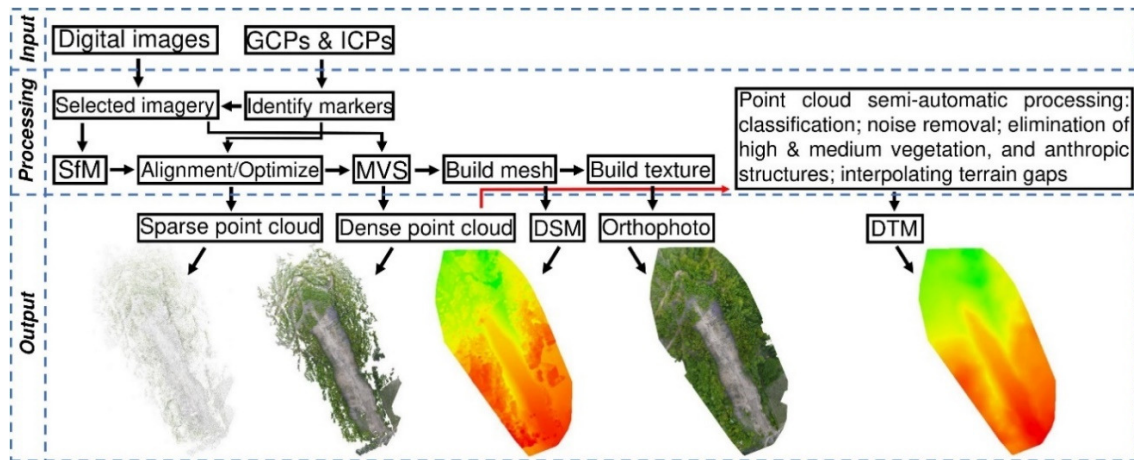 Input
Digital images
GCPs & ICPs
Processing
Selected imagery
Identify markers
SfM
Alignment/Optimize
MVS
Build mesh
Build texture
Point cloud semi-automatic processing:
classification; noise removal; elimination of
high & medium vegetation, and anthropic
structures; interpolating terrain gaps
Output
Sparse point cloud
Dense point cloud
DSM
Orthophoto
DTM